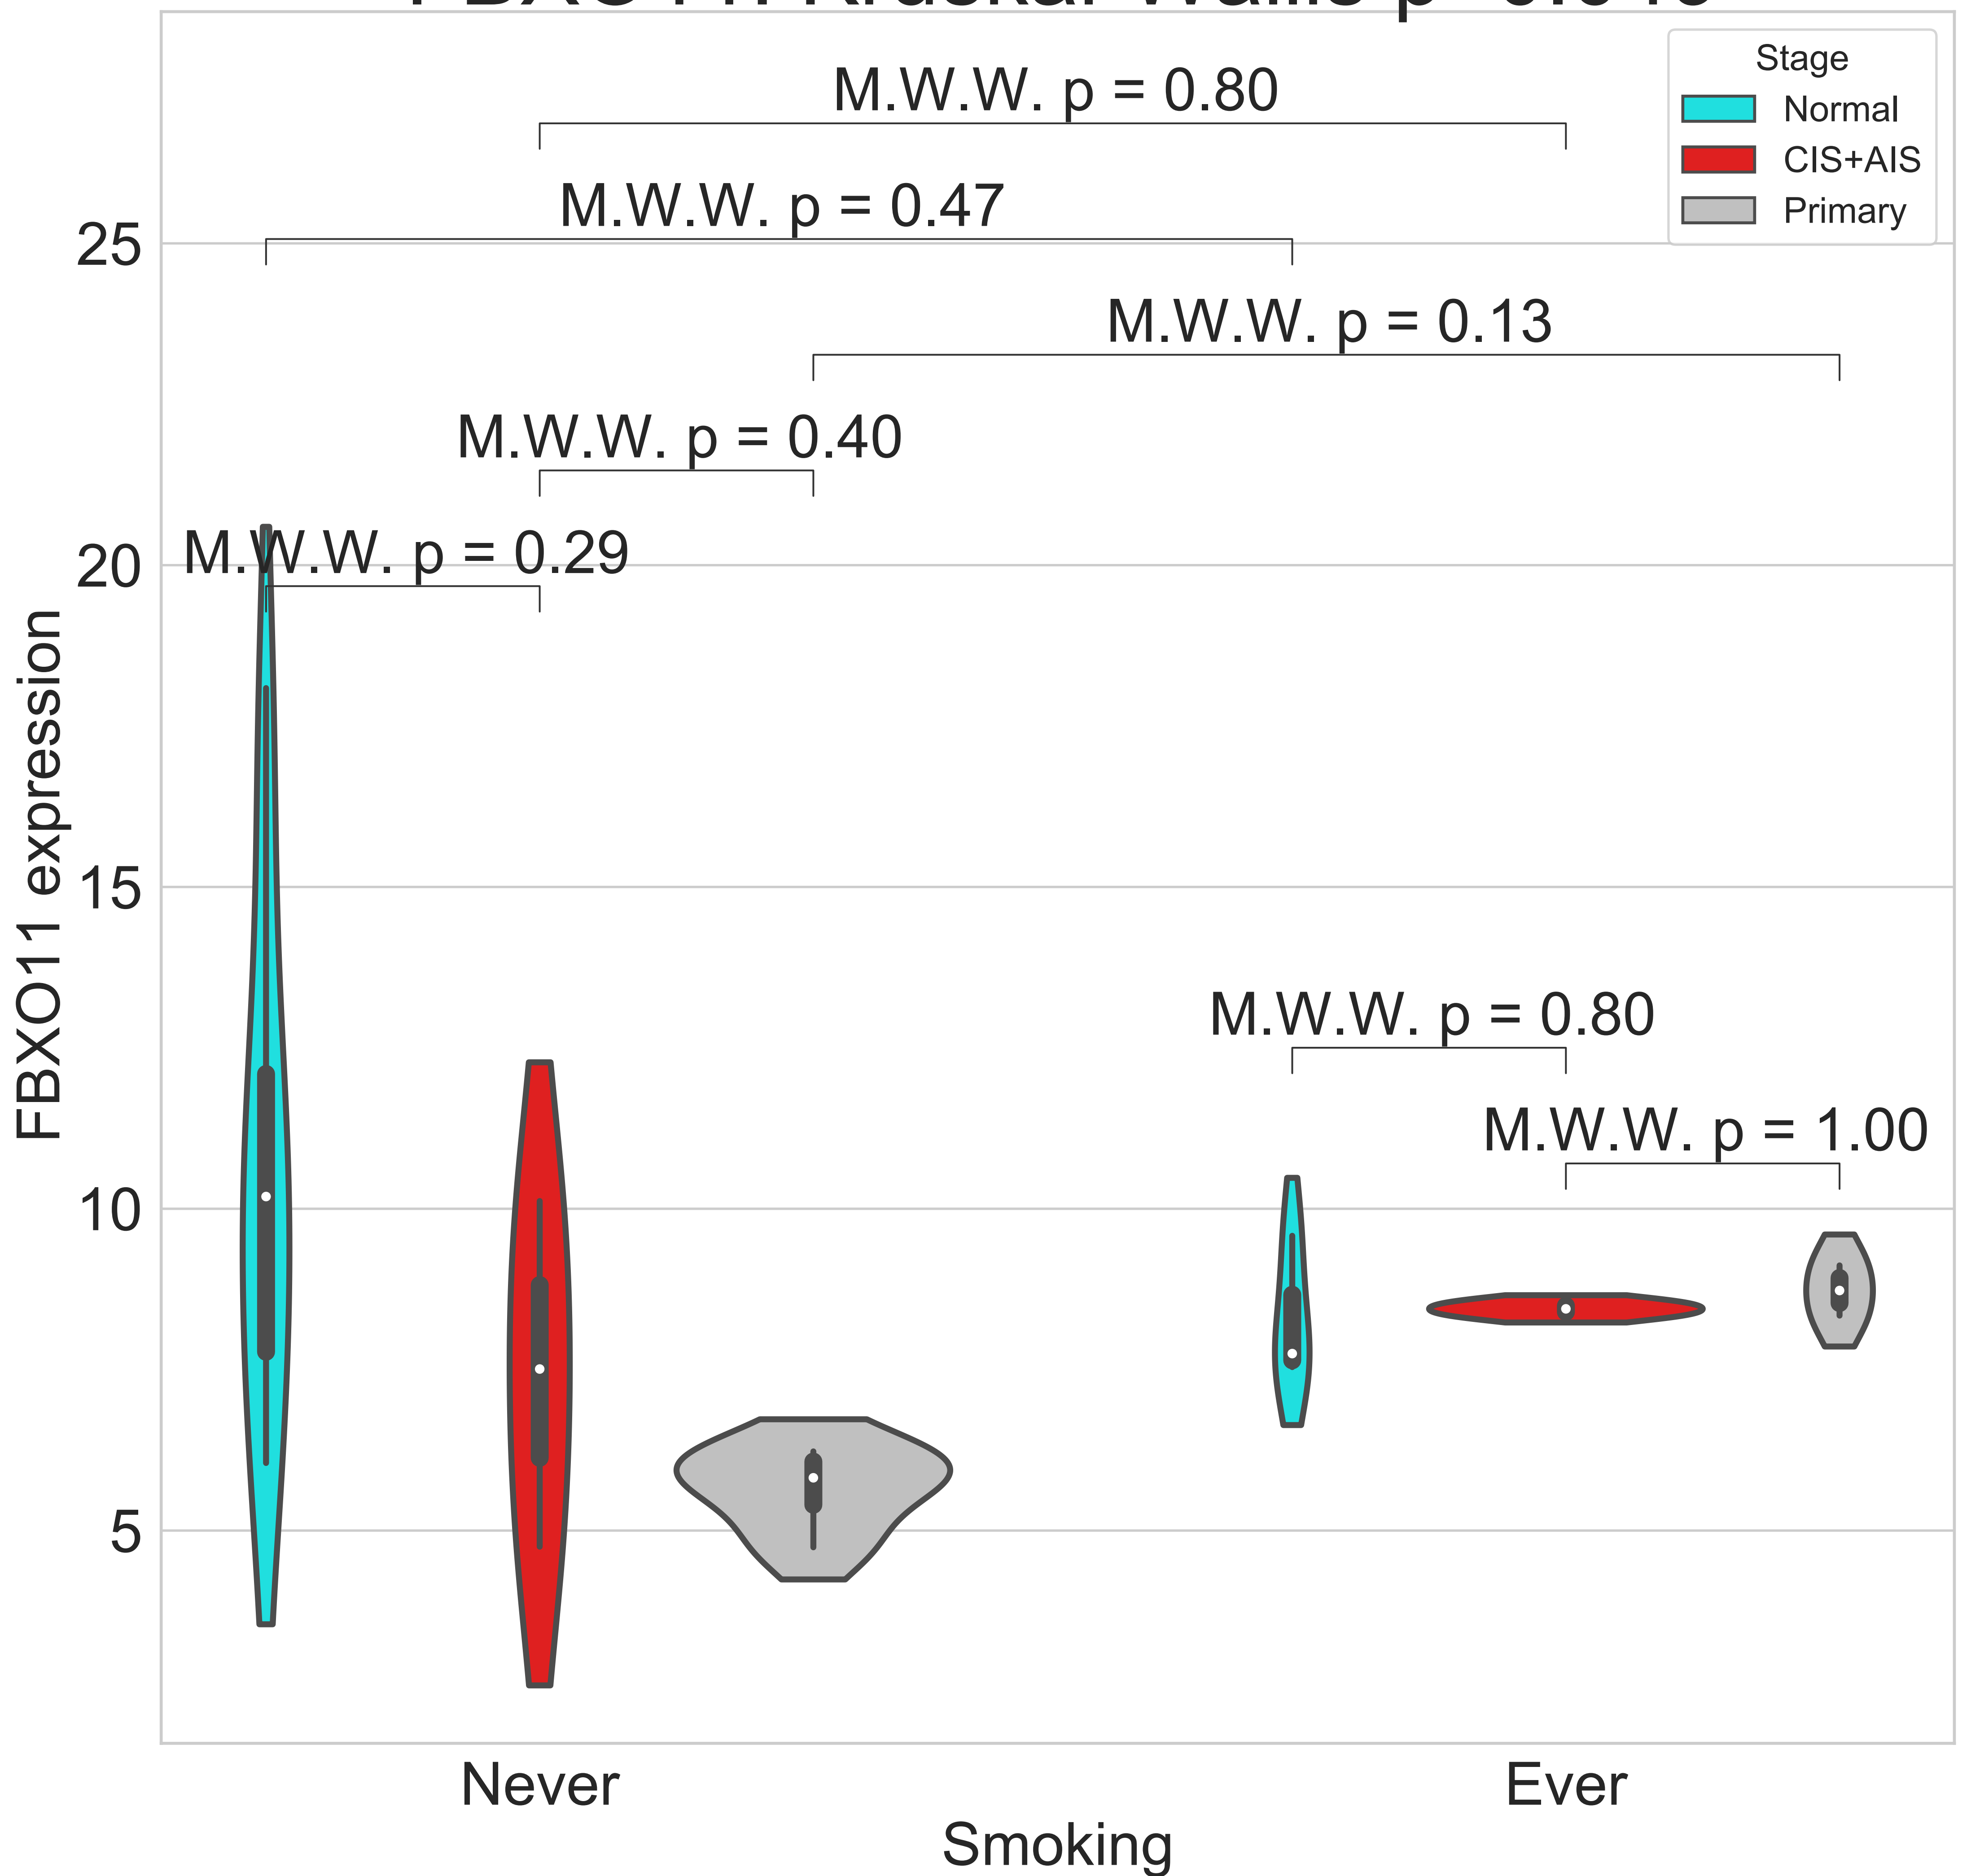 M.W.W. p = 0.80
Stage
Normal
CIS+AIS
Primary
M.W.W. p = 0.47
M.W.W. p = 0.13
M.W.W. p = 0.40
M.W.W. p = 0.29
M.W.W. p = 0.80
M.W.W. p = 1.00
25
20
15
10
5
FBXO11 expression
Never
Ever
Smoking